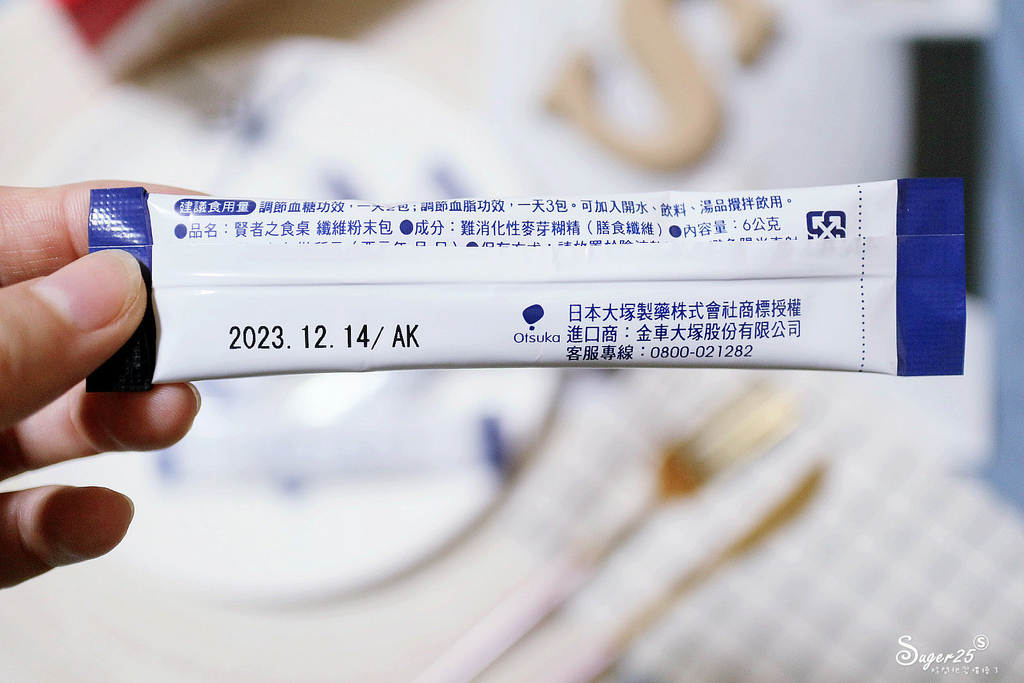 建議食用量 調節血糖功效，一天2包；調節血脂功效，一天3包。可加入開水、飲料、湯品攪拌飲用。
●品名：賢者之食桌 纖維粉末包 ●成分：難消化性麥芽糊精（膳食纖維） ●內容量：6公克
2023. 12. 14/ AK
Otsuka
日本大塚製藥株式會社商標授權
進口商：金車大塚股份有限公司
客服專線：0800-021282
Suger25 S